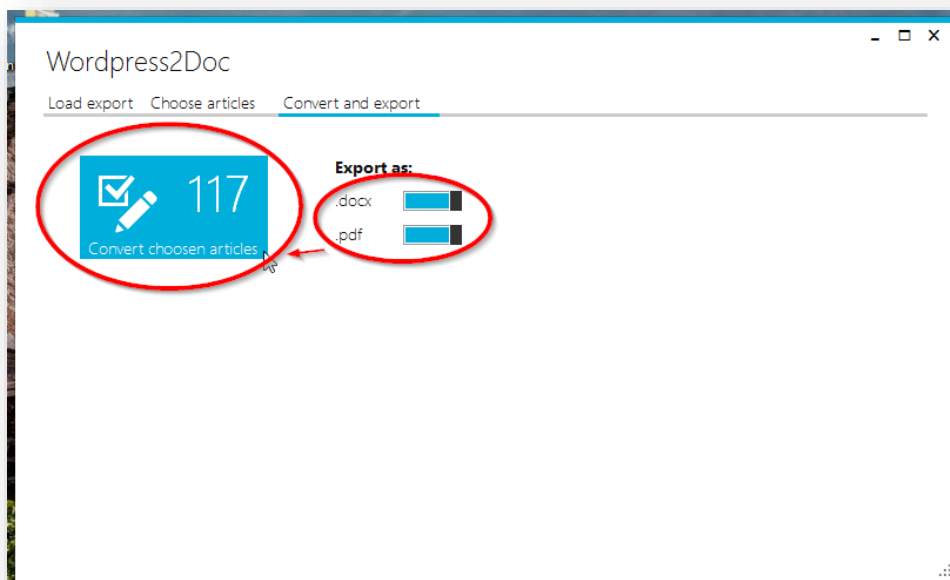 Wordpress2Doc
Load export Choose articles Convert and export
117
Convert choosen articles
Export as:
.docx
.pdf